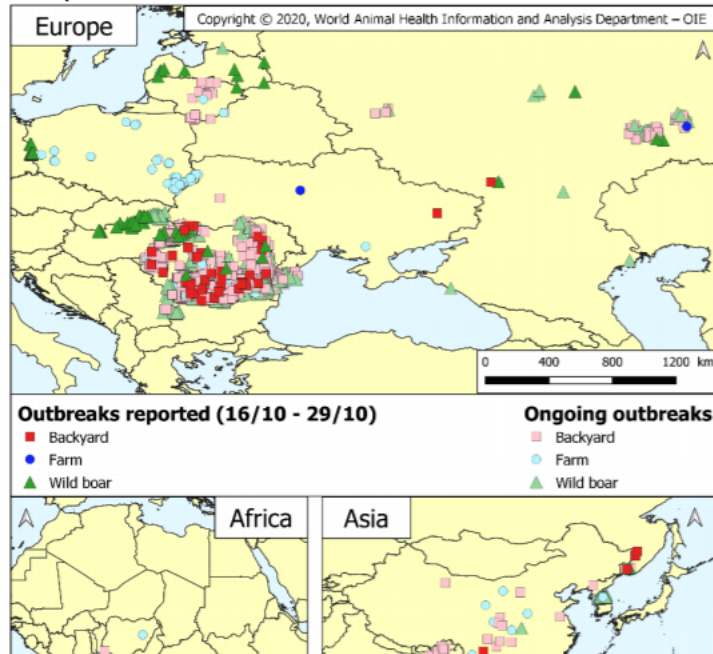 Europe
Copyright © 2020, World Animal Health Information and Analysis Department – OIE
0 400 800 1200 km
Outbreaks reported (16/10 - 29/10)
Backyard
Farm
Wild boar
Ongoing outbreaks
Backyard
Farm
Wild boar
Africa
Asia